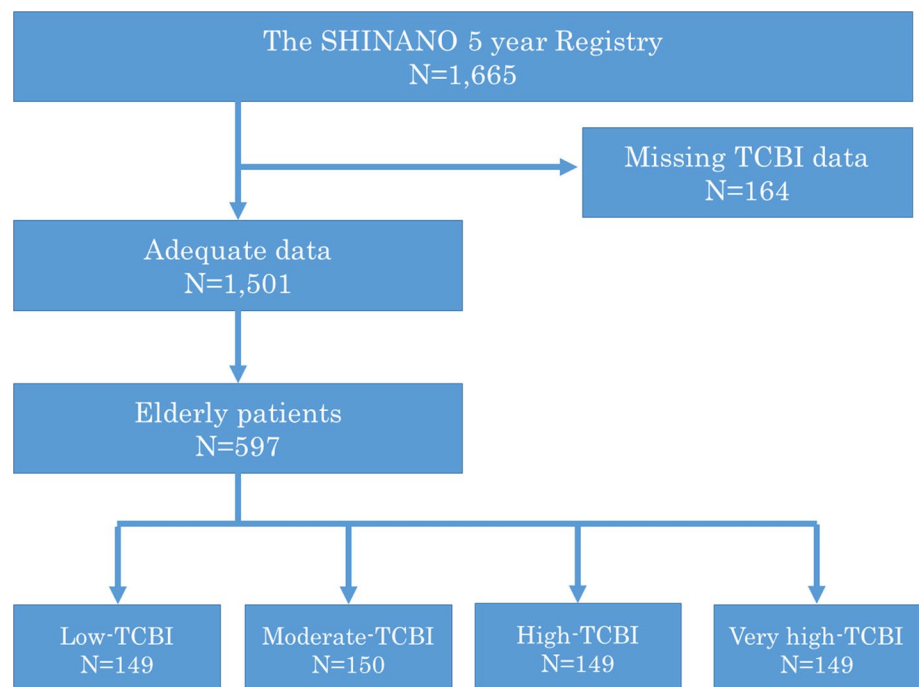 The SHINANO 5 year Registry
N=1,665
Missing TCBI data
N=164
Adequate data
N=1,501
Elderly patients
N=597
Low-TCBI
N=149
Moderate-TCBI
N=150
High-TCBI
N=149
Very high-TCBI
N=149